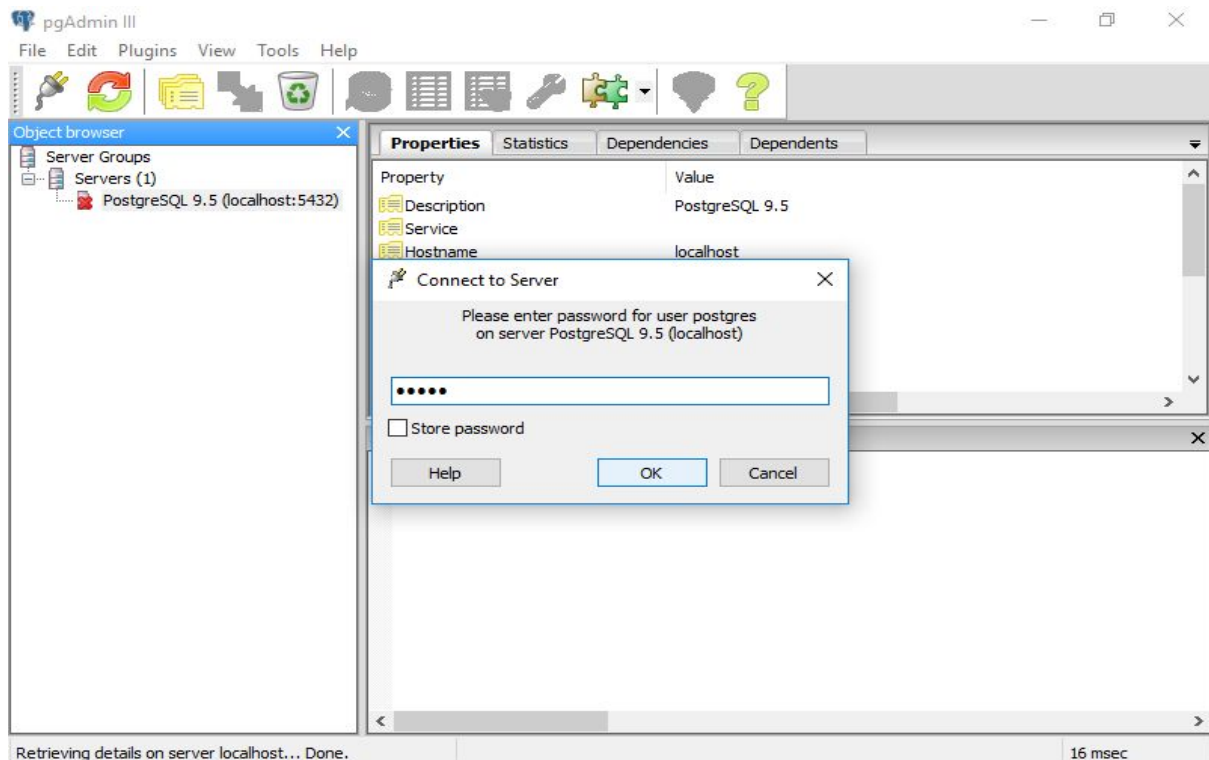 pgAdmin III
File Edit Plugins View Tools Help
Object browser
Server Groups
Servers (1)
PostgreSQL 9.5 (localhost:5432)
Properties Statistics Dependencies Dependents
Property Value
Description PostgreSQL 9.5
Service
Hostname localhost
Connect to Server
Please enter password for user postgres
on server PostgreSQL 9.5 (localhost)
•••••
Store password
Help OK Cancel
Retrieving details on server localhost... Done. 16 msec